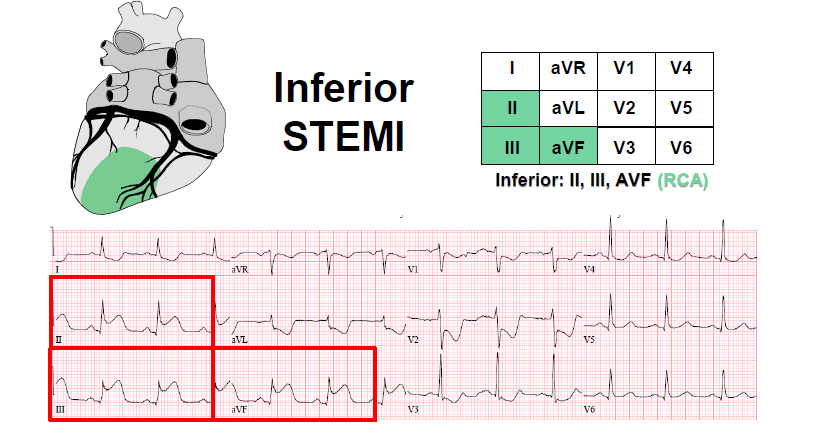 Inferior
STEMI
I aVR V1 V4
II aVL V2 V5
III aVF V3 V6
Inferior: II, III, AVF (RCA)
I aVR V1 V4
II aVL V2 V5
III aVF V3 V6